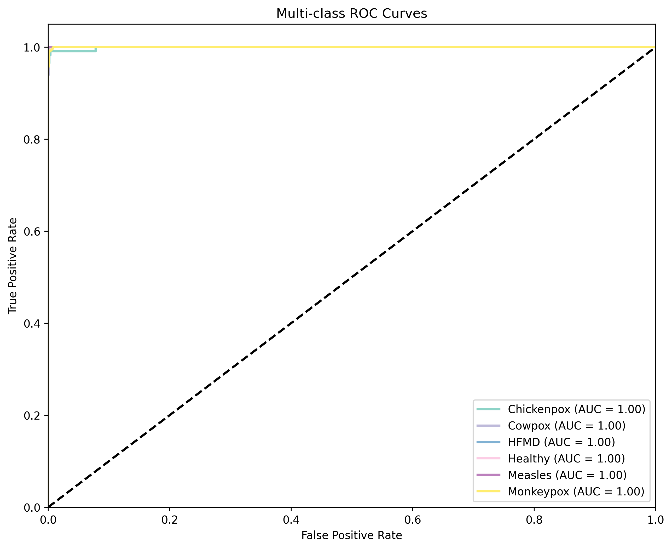 Multi-class ROC Curves
True Positive Rate
1.0
0.8
0.6
0.4
0.2
0.0
Chickenpox (AUC = 1.00)
Cowpox (AUC = 1.00)
HFMD (AUC = 1.00)
Healthy (AUC = 1.00)
Measles (AUC = 1.00)
Monkeypox (AUC = 1.00)
0.0 0.2 0.4 0.6 0.8 1.0
False Positive Rate